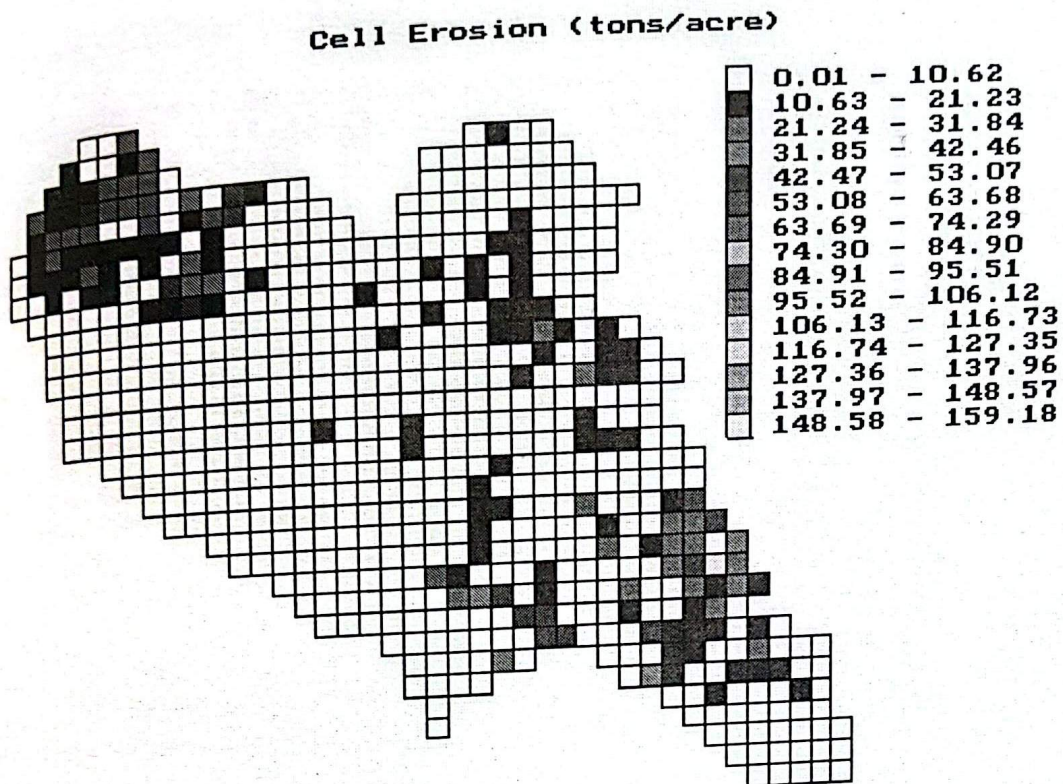 Cell Erosion (tons/acre)
0.01 - 10.62
10.63 - 21.23
21.24 - 31.84
31.85 - 42.46
42.47 - 53.07
53.08 - 63.68
63.69 - 74.29
74.30 - 84.90
84.91 - 95.51
95.52 - 106.12
106.13 - 116.73
116.74 - 127.35
127.36 - 137.96
137.97 - 148.57
148.58 - 159.18